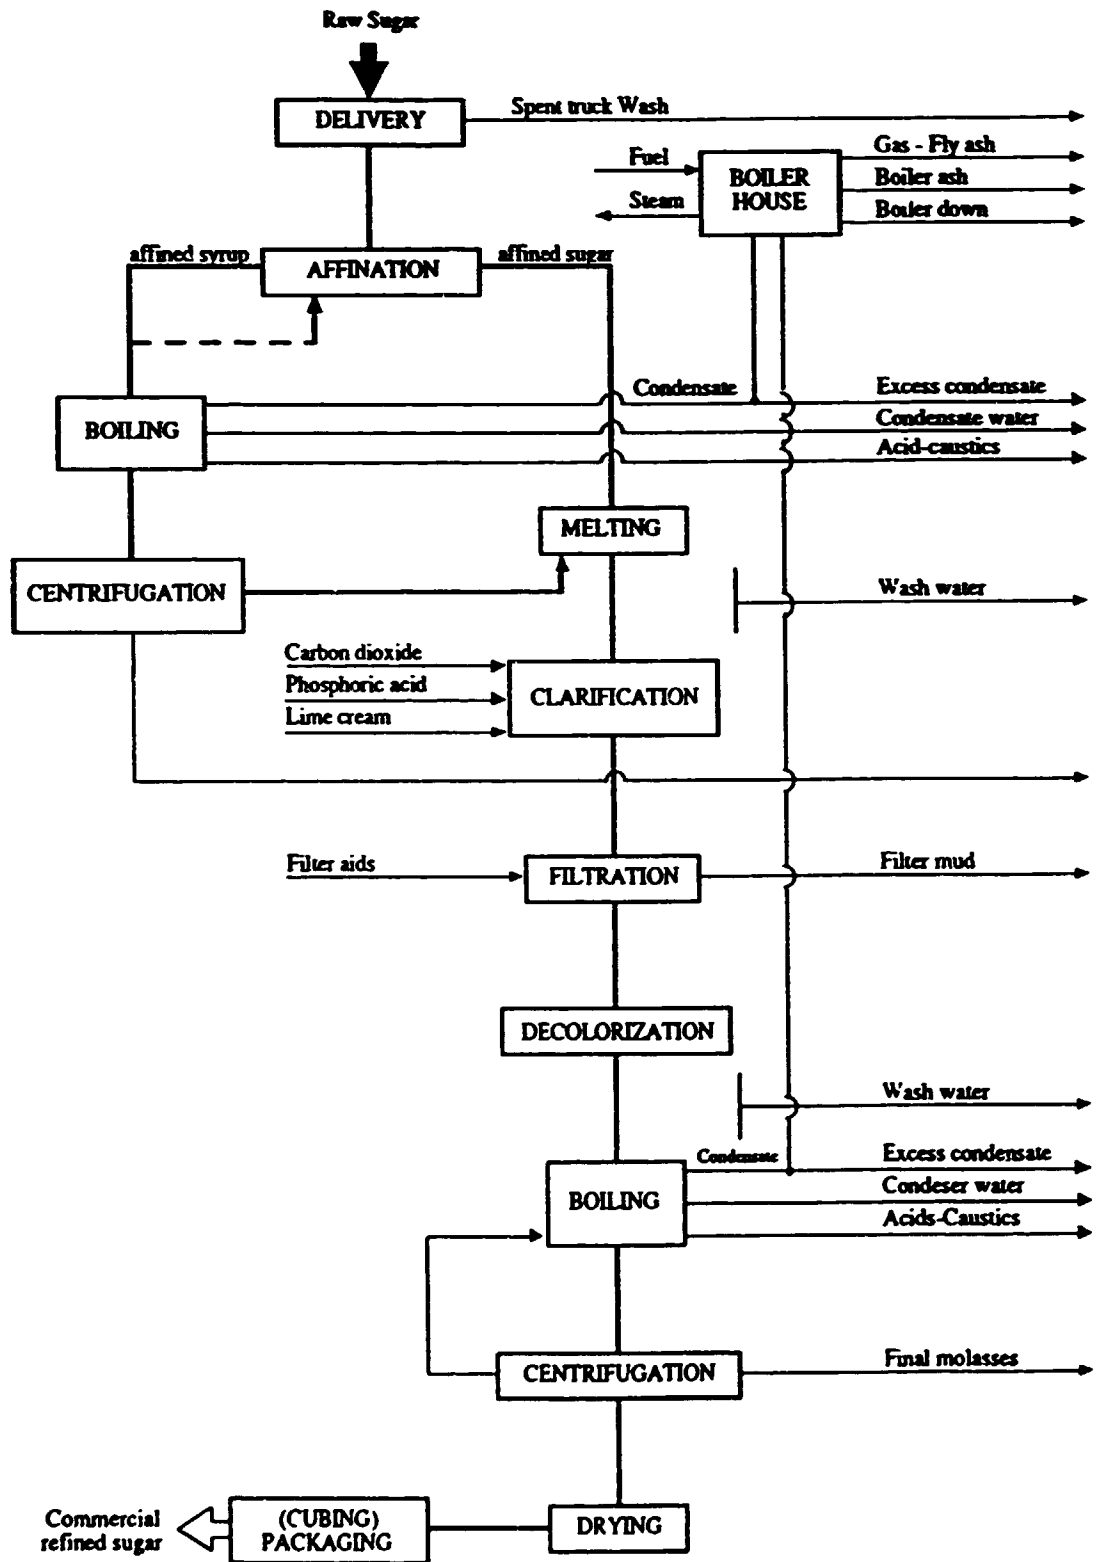 Raw Sugar
DELIVERY
Spent truck Wash
Fuel
Steam
BOILER
HOUSE
Gas - Fly ash
Boiler ash
Boiler down
affined syrup
AFFINATION
affined sugar
BOILING
Condensate
Excess condensate
Condensate water
Acid-caustics
MELTING
CENTRIFUGATION
Wash water
Carbon dioxide
Phosphoric acid
Lime cream
CLARIFICATION
Filter aids
FILTRATION
Filter mud
DECOLORIZATION
Wash water
Condensate
BOILING
Excess condensate
Condeser water
Acids-Caustics
CENTRIFUGATION
Final molasses
Commercial
refined sugar
(CUBING)
PACKAGING
DRYING